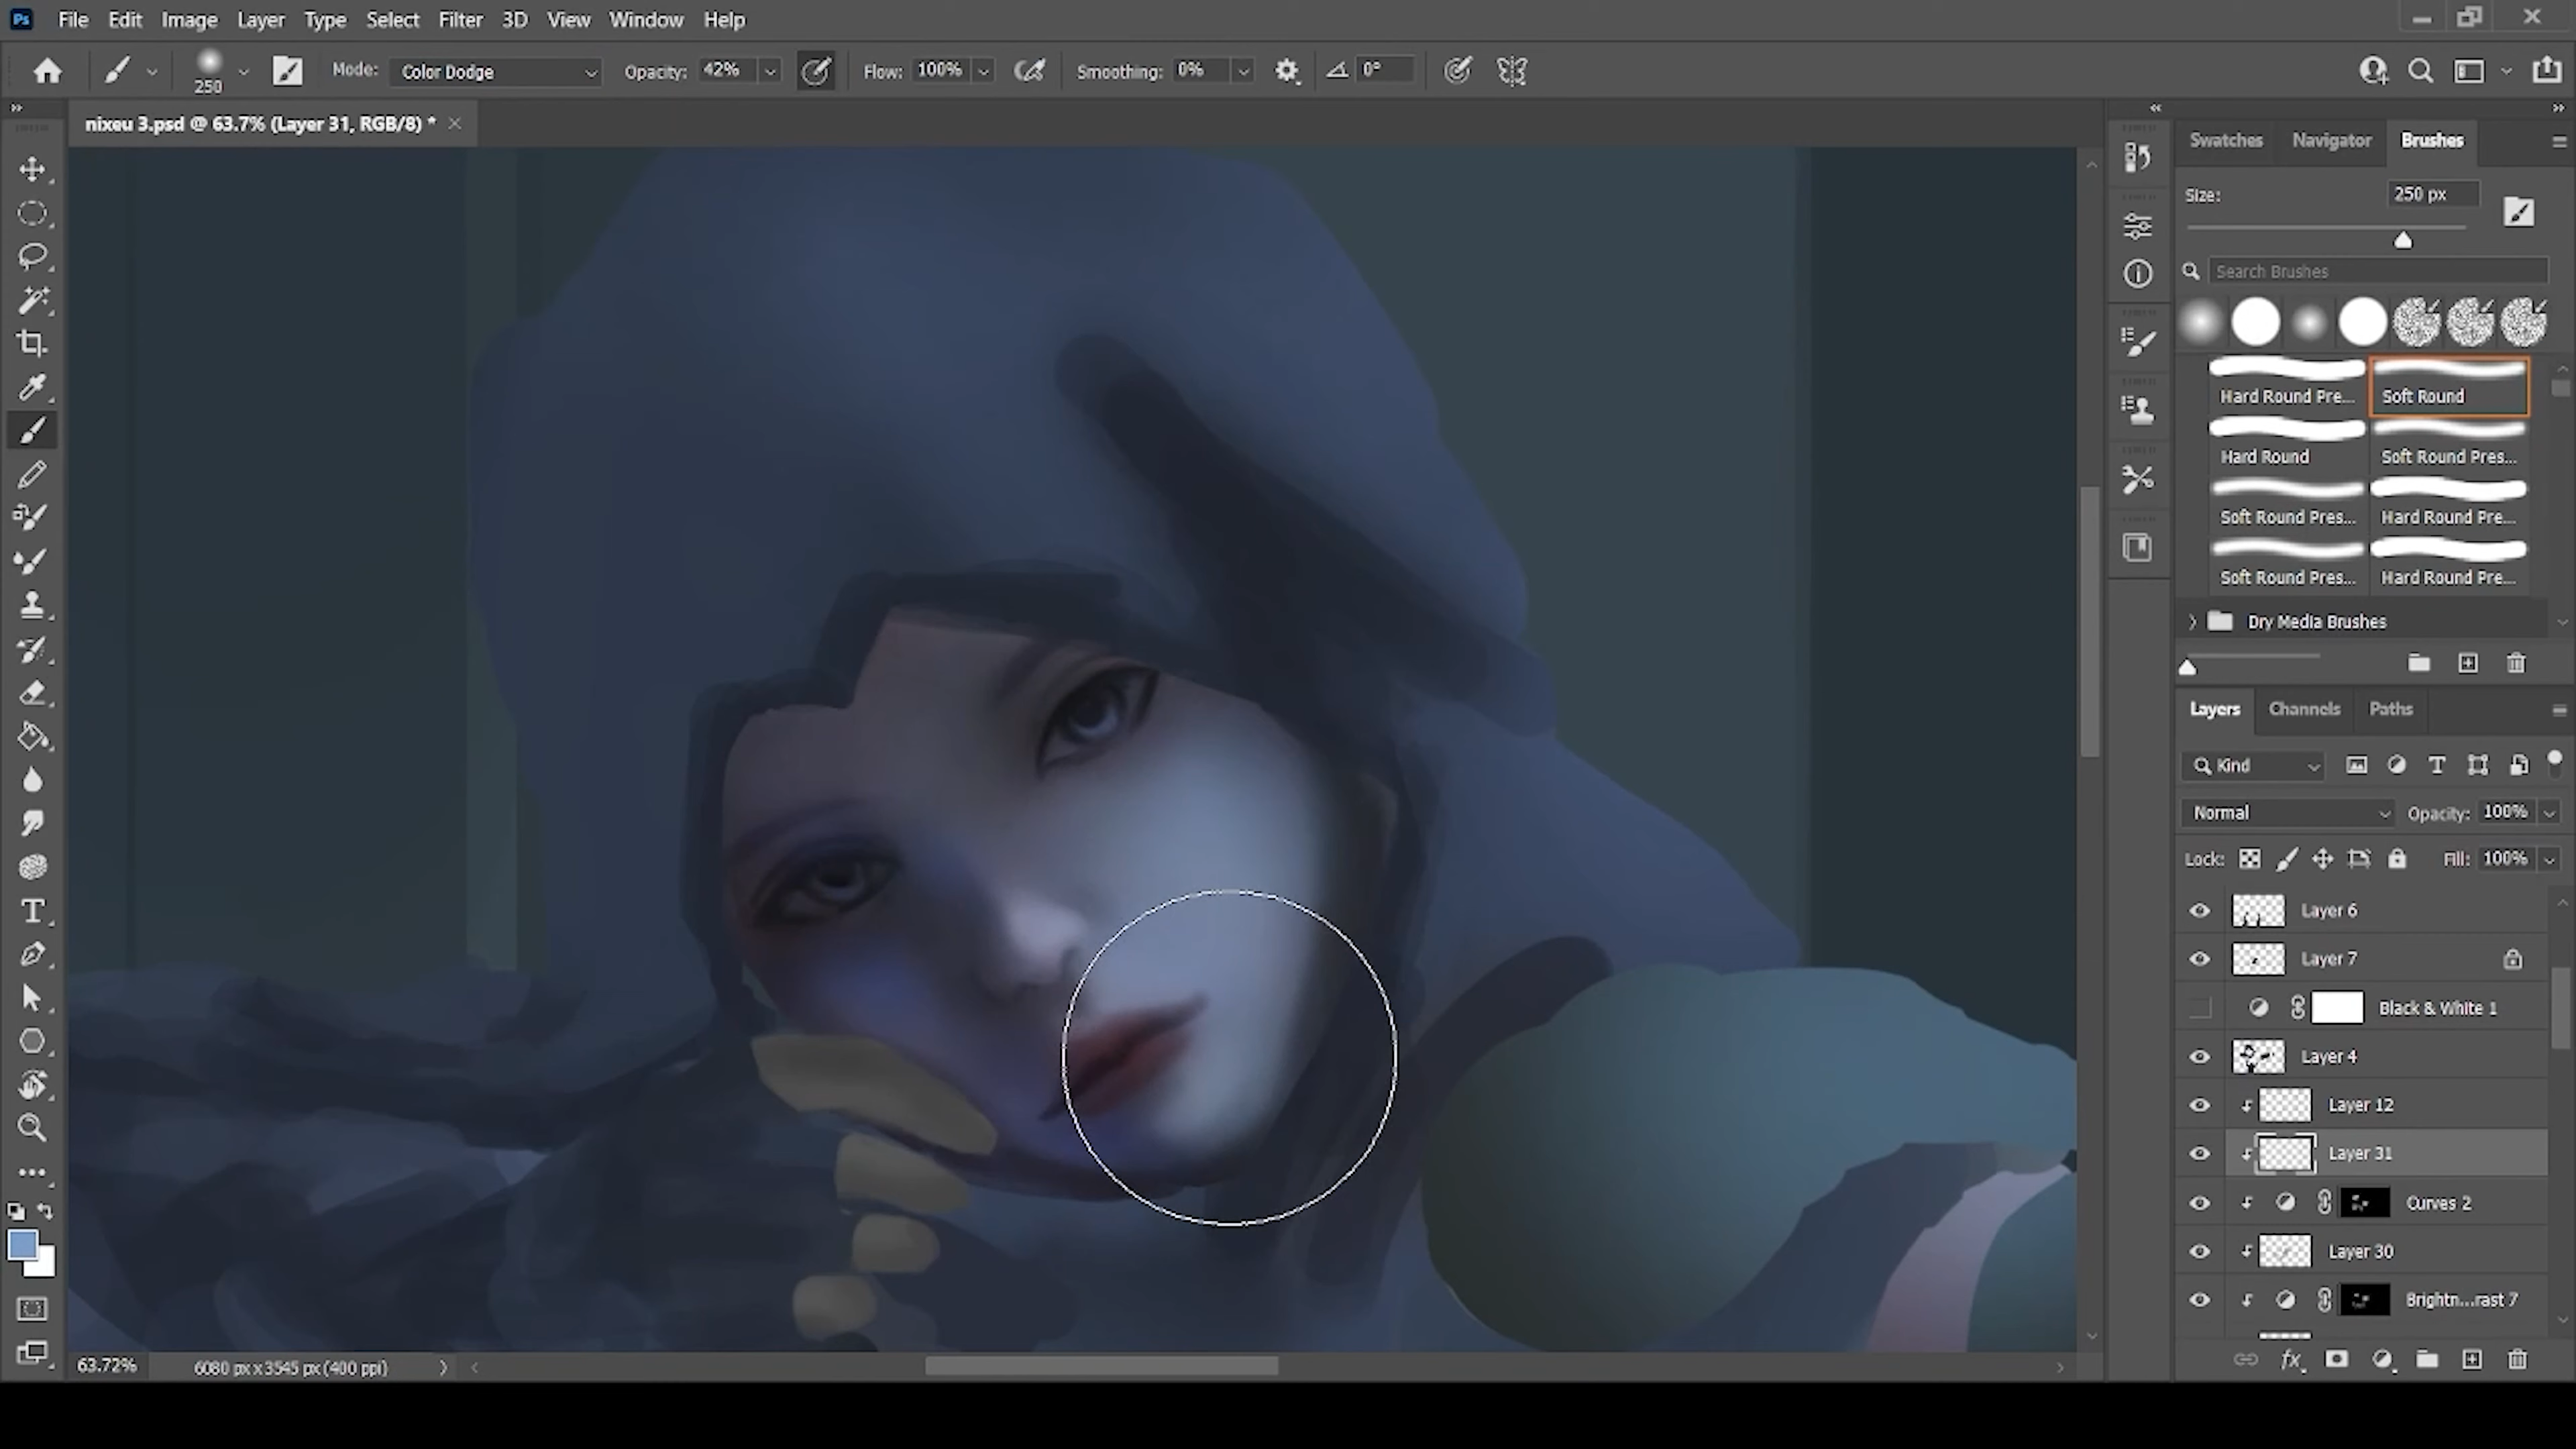 Ps File Edit Image Layer Type Select Filter 3D View Window Help
250 Mode: Color Dodge Opacity: 42% Flow: 100% Smoothing: 0% 0°
nixeu 3.psd @ 63.7% (Layer 31, RGB/8) *
Swatches Navigator Brushes
Size: 250 px
Search Brushes
Hard Round Pre... Soft Round
Hard Round Soft Round Pres...
Soft Round Pres... Hard Round Pre...
Soft Round Pres... Hard Round Pre...
Dry Media Brushes
Layers Channels Paths
Kind
Normal Opacity: 100%
Lock: Fill: 100%
Layer 6
Layer 7
Black & White 1
Layer 4
Layer 12
Layer 31
Curves 2
Layer 30
Brightn...rast 7
63.72% 6080 px x 3545 px (400 ppi)